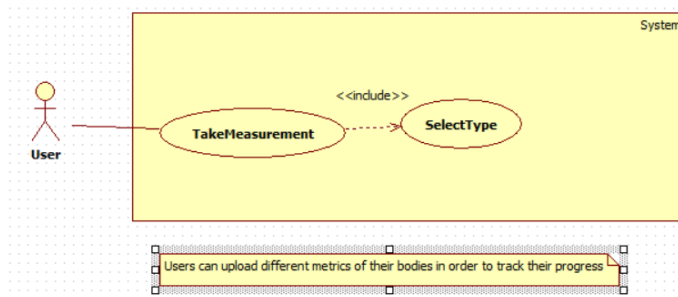 System
<<include>>
TakeMeasurement
SelectType
User
Users can upload different metrics of their bodies in order to track their progress